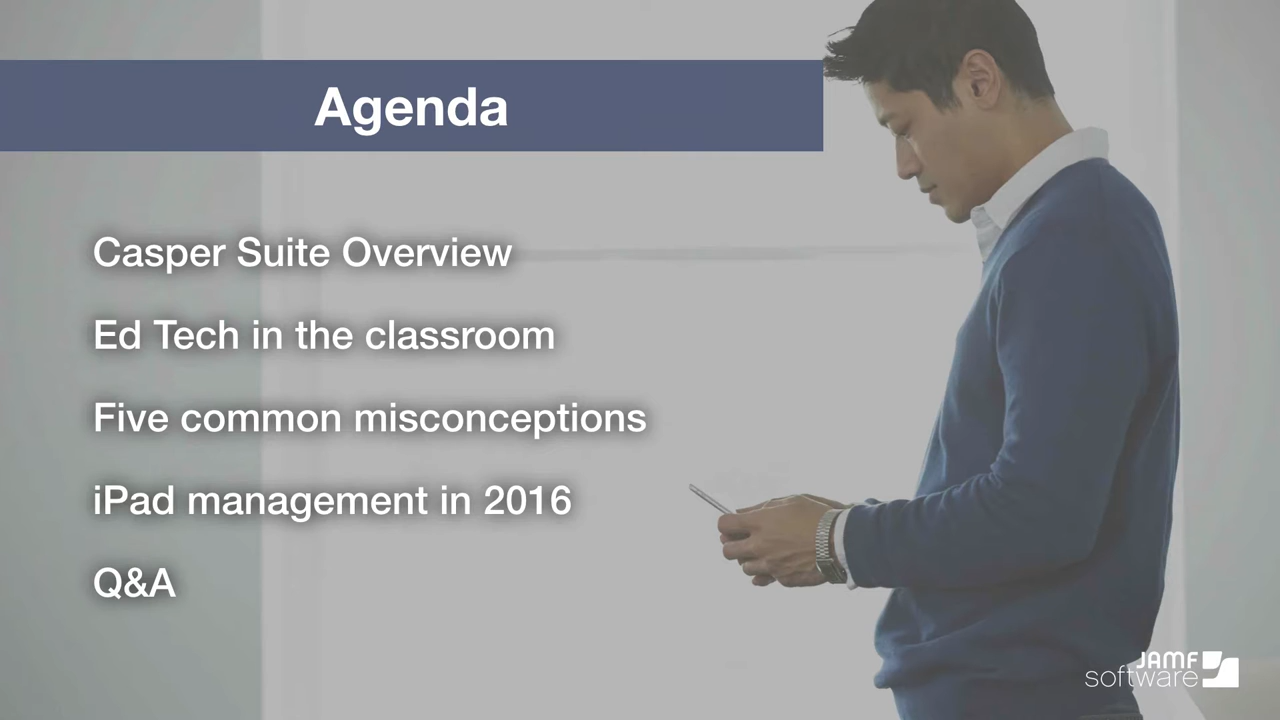 Agenda
Casper Suite Overview
Ed Tech in the classroom
Five common misconceptions
iPad management in 2016
Q&A
JAMF
software